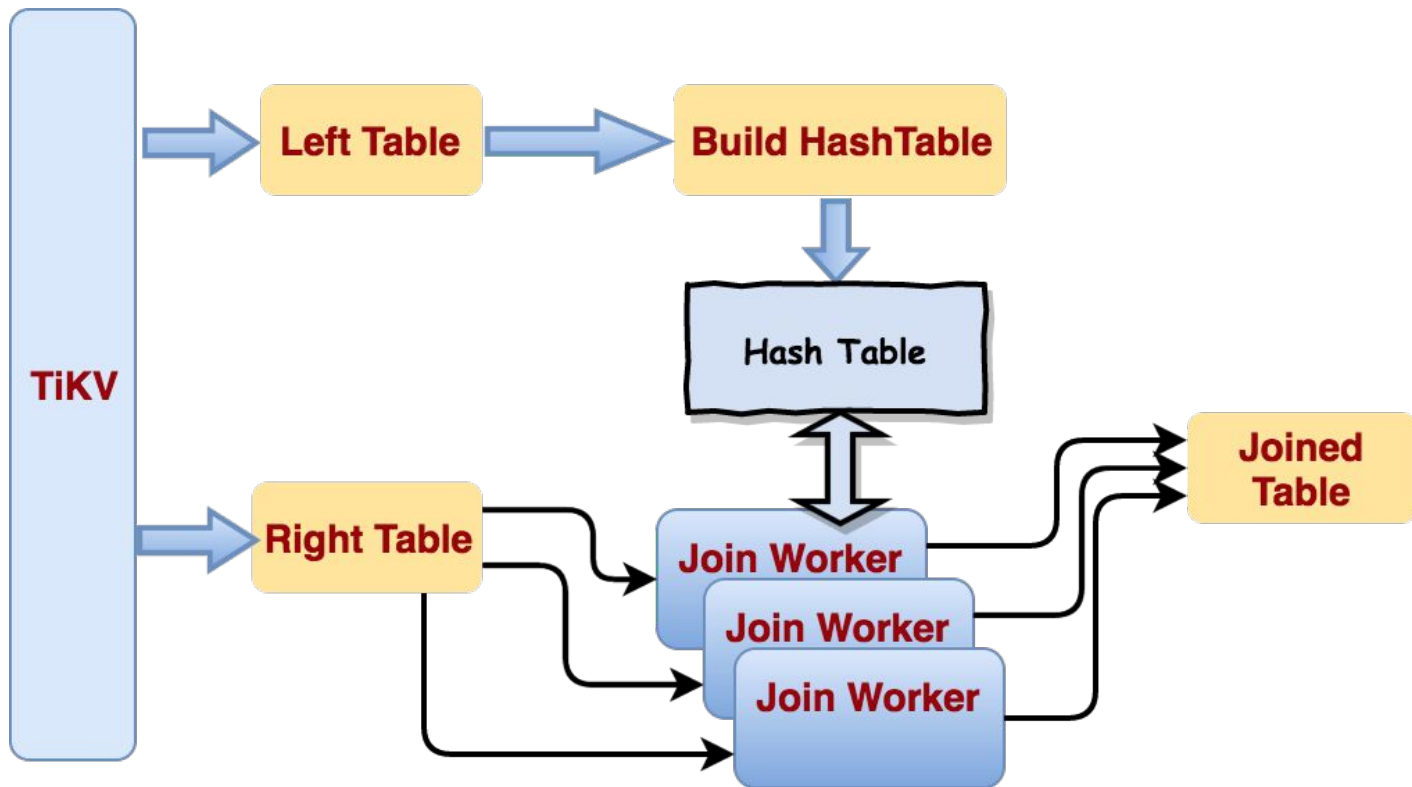 Left Table
Build HashTable
Hash Table
TiKV
Joined
Table
Right Table
Join Worker
Join Worker
Join Worker